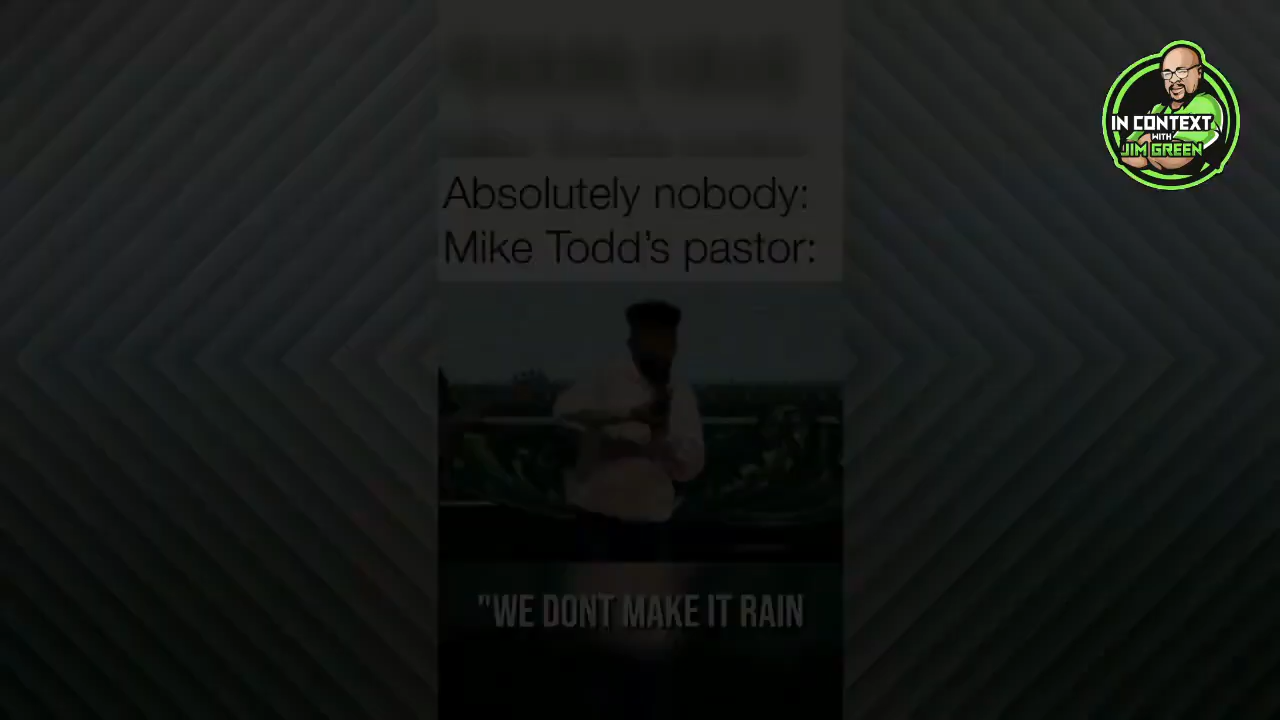 IN CONTEXT
WITH
JIM GREEN
Absolutely nobody:
Mike Todd’s pastor:
"WE DONT MAKE IT RAIN